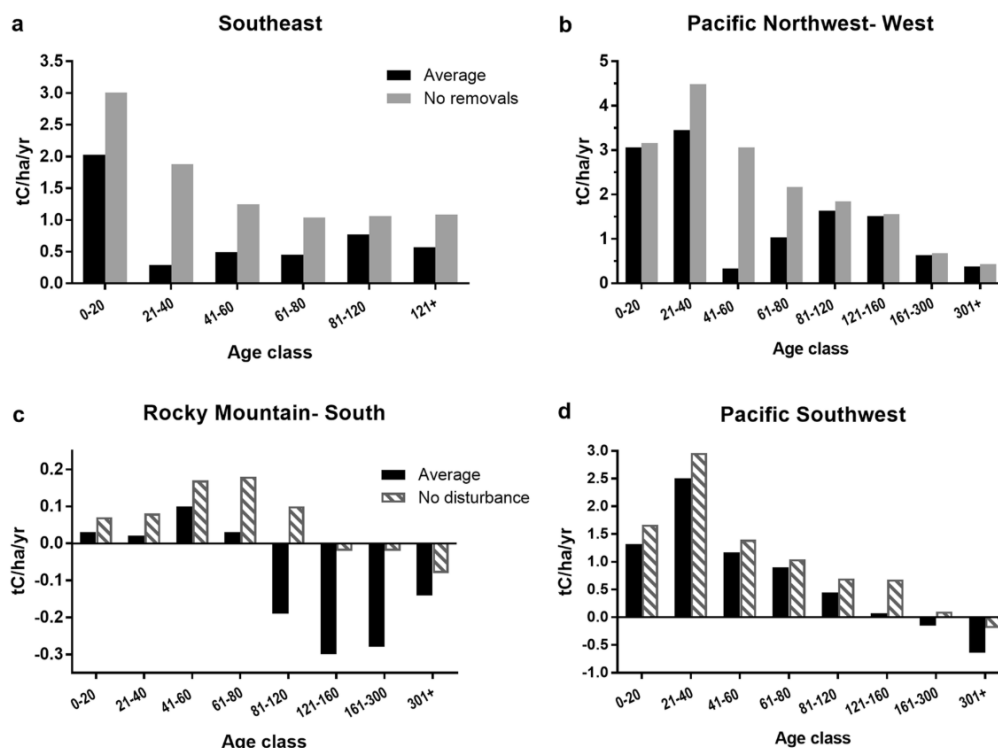 a
Southeast
tC/ha/yr
3.5
3.0
2.5
2.0
1.5
1.0
0.5
0.0
Average
No removals
0-20
21-40
41-60
61-80
81-120
121+
Age class
b
Pacific Northwest- West
tC/ha/yr
5
4
3
2
1
0
0-20
21-40
41-60
61-80
81-120
121-160
161-300
301+
Age class
c
Rocky Mountain- South
tC/ha/yr
0.2
0.1
0.0
-0.1
-0.2
-0.3
Average
No disturbance
0-20
21-40
41-60
61-80
81-120
121-160
161-300
301+
Age class
d
Pacific Southwest
tC/ha/yr
3.0
2.5
2.0
1.5
1.0
0.5
0.0
-0.5
-1.0
0-20
21-40
41-60
61-80
81-120
121-160
161-300
301+
Age class